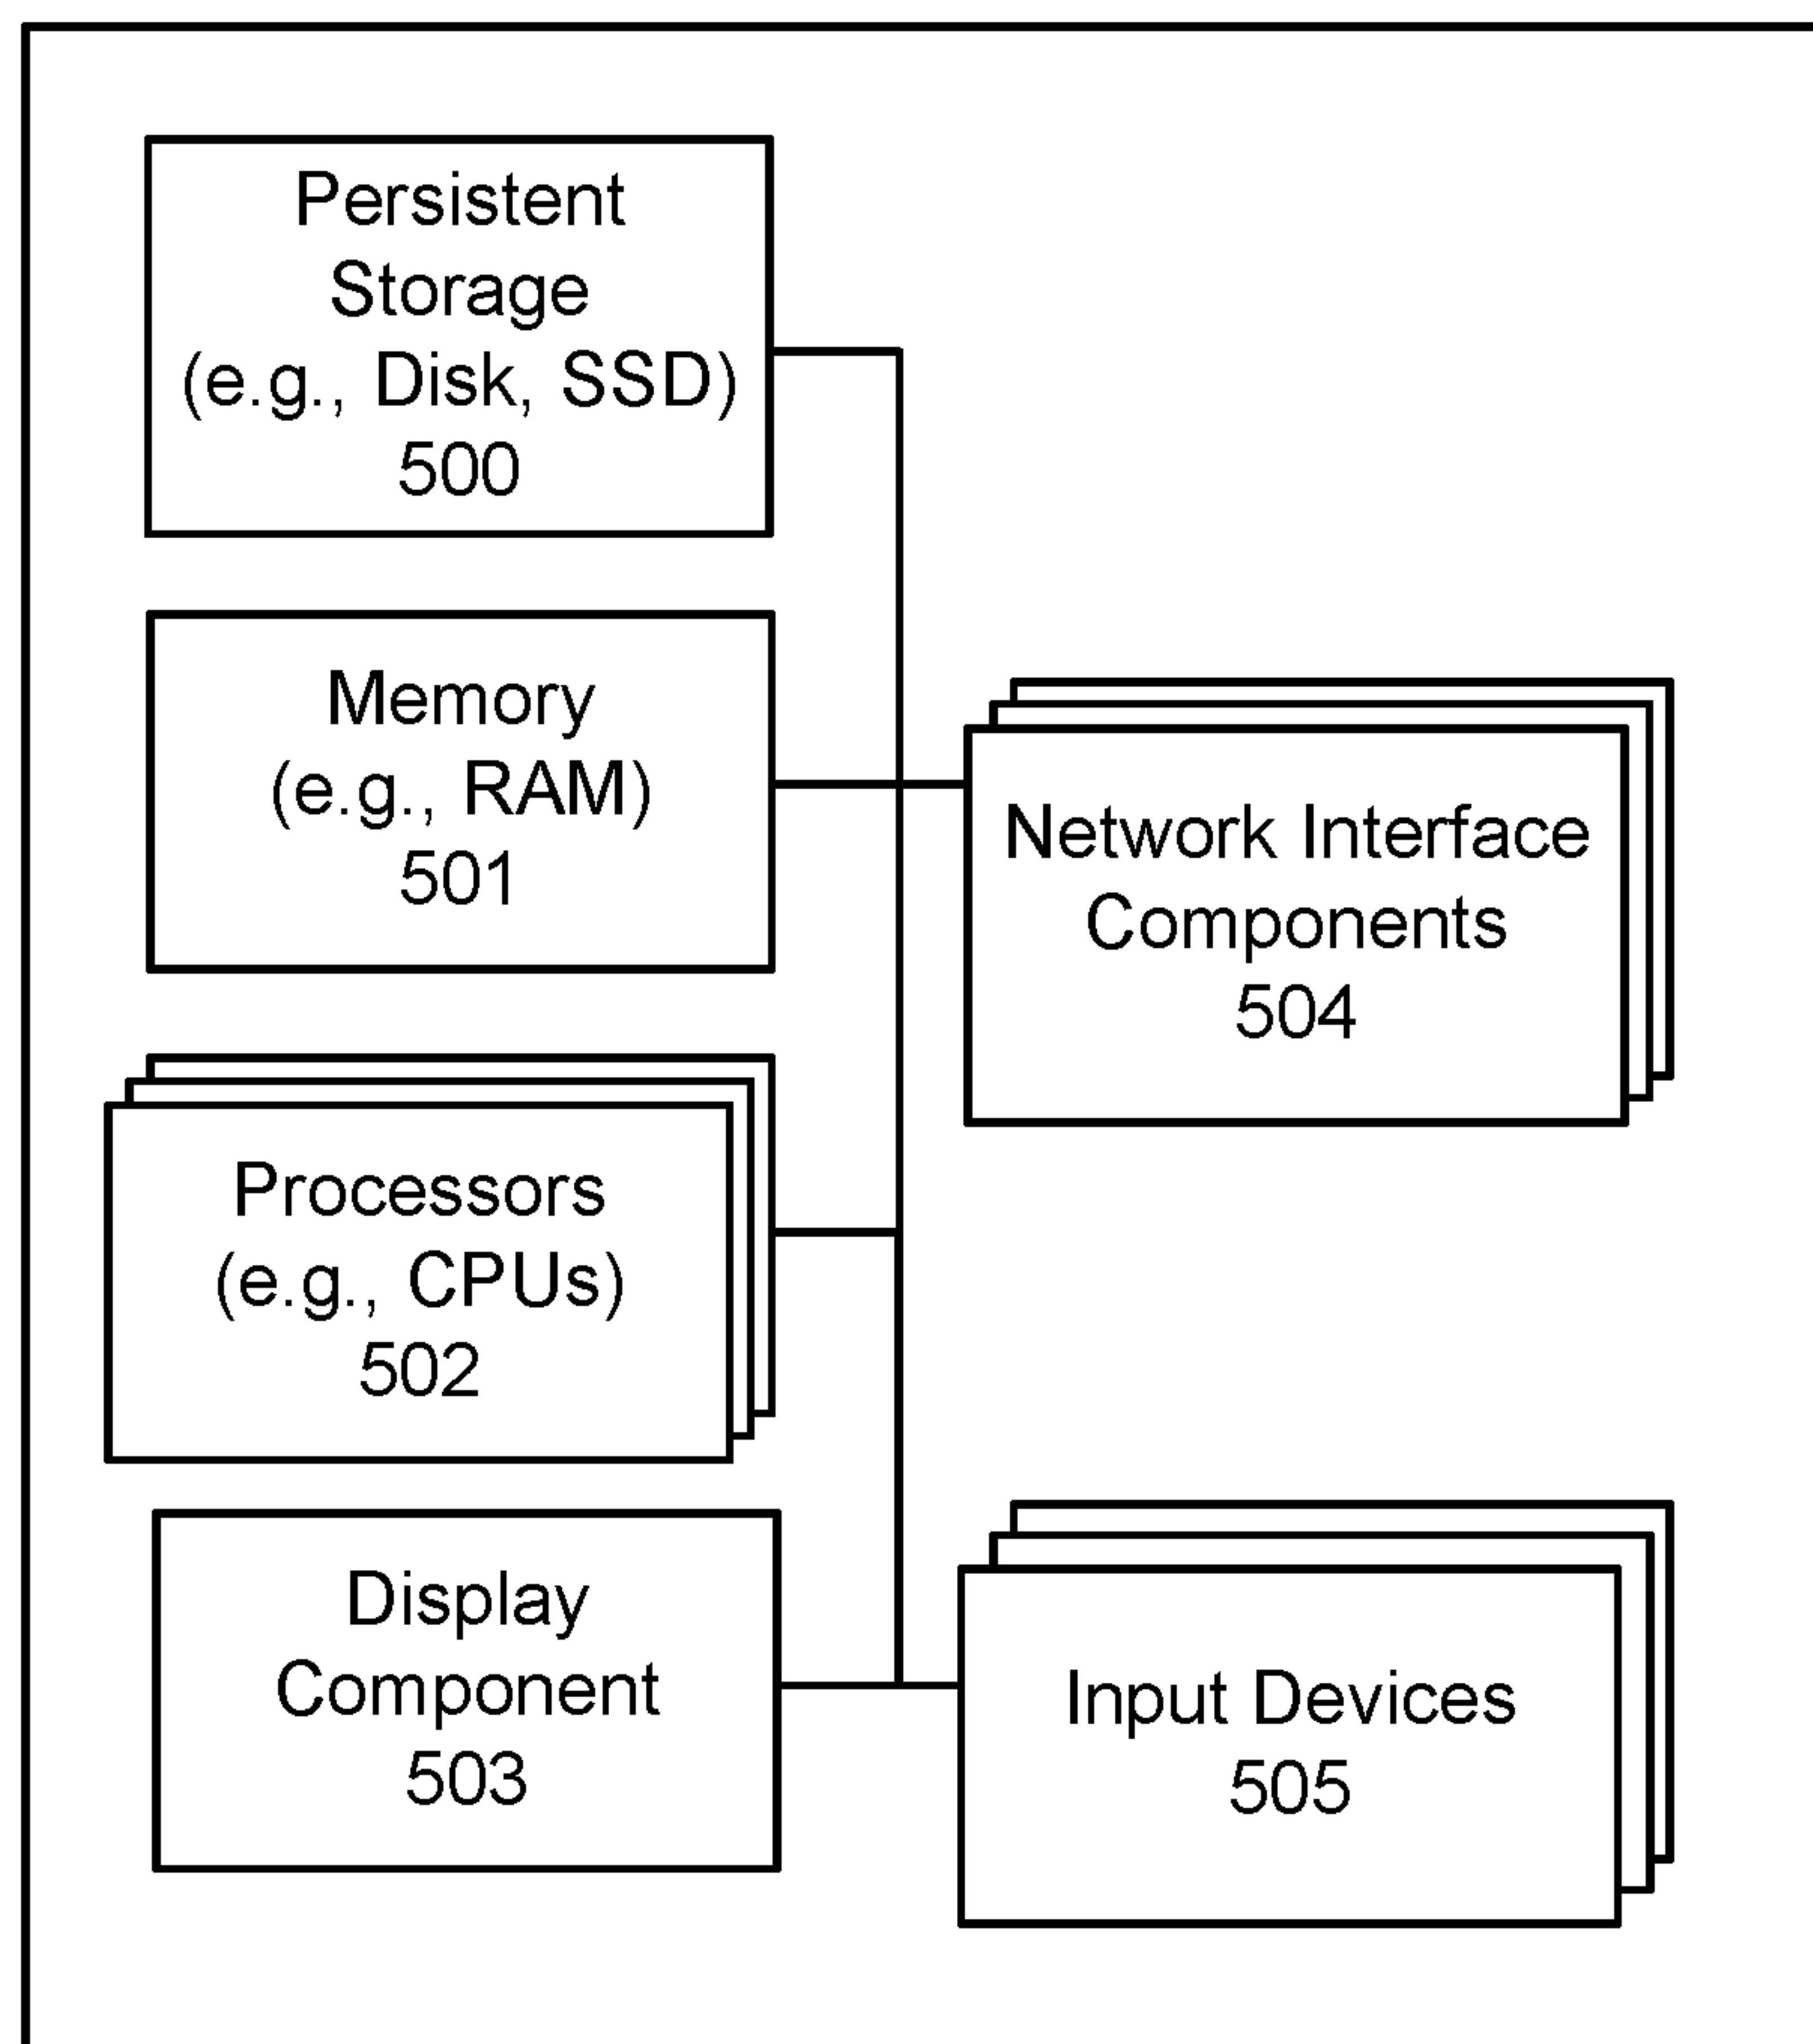 Persistent
Storage
(e.g., Disk, SSD)
500
Memory
(e.g., RAM)
501
Network Interface
Components
504
Processors
(e.g., CPUs)
502
Display
Component
503
Input Devices
505